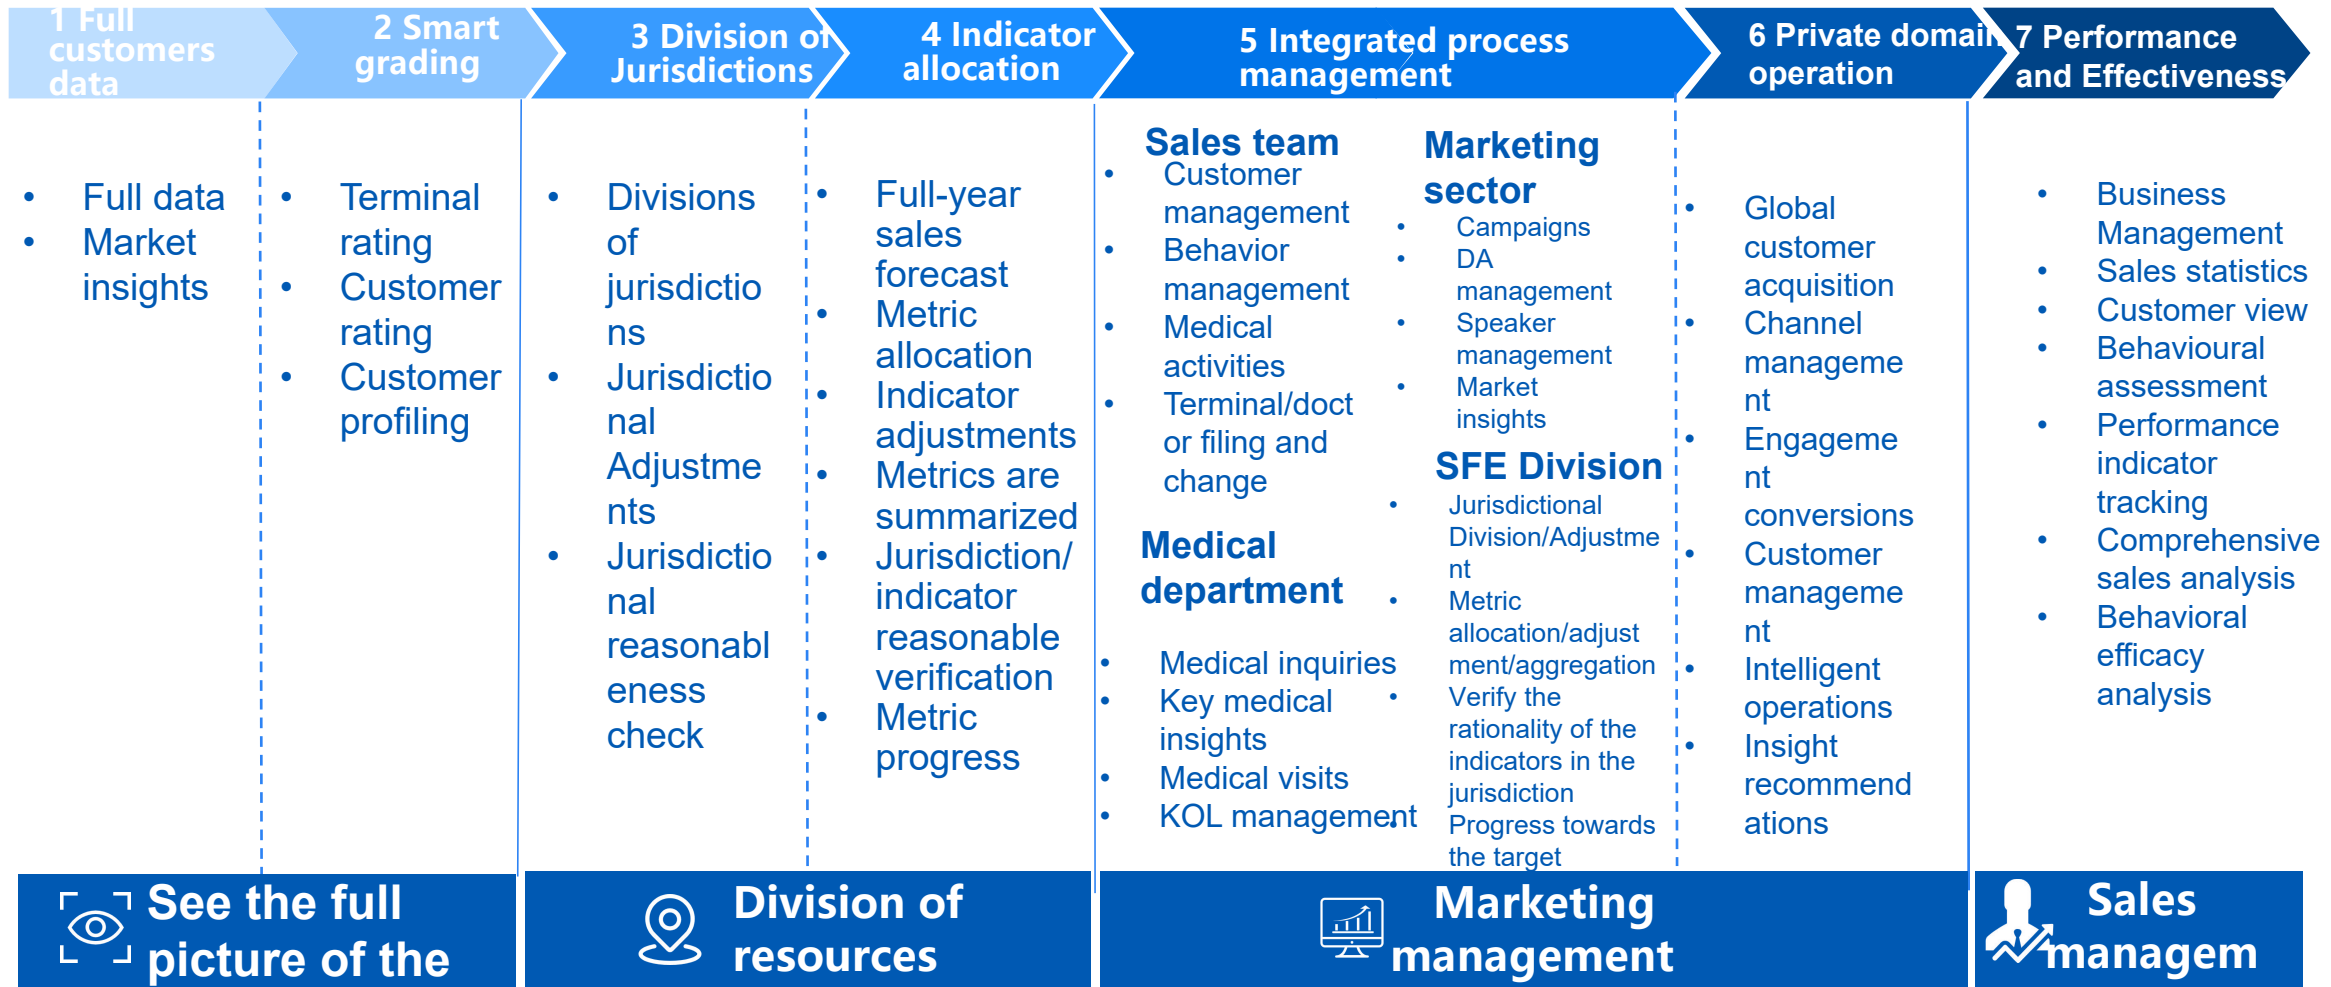 1 Full
customers
data
2 Smart
grading
3 Division of
Jurisdictions
4 Indicator
allocation
5 Integrated process
management
6 Private domain
operation
7 Performance
and Effectiveness
• Full data
• Market
insights
• Terminal
rating
• Customer
rating
• Customer
profiling
• Divisions
of
jurisdictio
ns
• Jurisdictio
nal
Adjustme
nts
• Jurisdictio
nal
reasonabl
eness
check
• Full-year
sales
forecast
• Metric
allocation
• Indicator
adjustments
• Metrics are
summarized
• Jurisdiction/
indicator
reasonable
verification
• Metric
progress
Sales team
• Customer
management
• Behavior
management
• Medical
activities
• Terminal/doct
or filing and
change
Medical
department
• Medical inquiries
• Key medical
insights
• Medical visits
• KOL management
Marketing
sector
• Campaigns
• DA
management
• Speaker
management
• Market
insights
SFE Division
• Jurisdictional
Division/Adjustme
nt
• Metric
allocation/adjust
ment/aggregation
• Verify the
rationality of the
indicators in the
jurisdiction
• Progress towards
the target
• Global
customer
acquisition
• Channel
manageme
nt
• Engageme
nt
conversions
• Customer
manageme
nt
• Intelligent
operations
• Insight
recommend
ations
• Business
Management
• Sales statistics
• Customer view
• Behavioural
assessment
• Performance
indicator
tracking
• Comprehensive
sales analysis
• Behavioral
efficacy
analysis
See the full
picture of the
Division of
resources
Marketing
management
Sales
managem